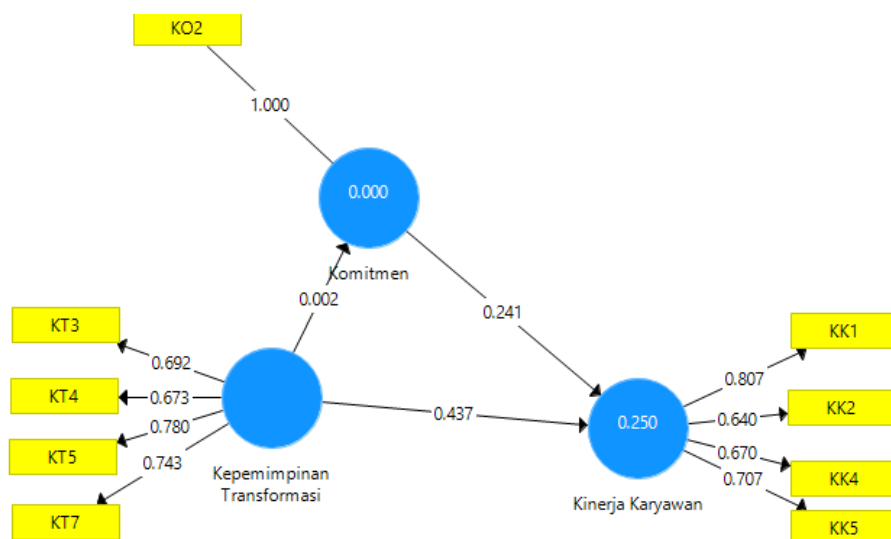 KO2
1.000
0.000
Komitmen
0.002
0.241
KT3
0.692
KT4
0.673
KT5
0.780
KT7
0.743
Kepemimpinan
Transformasi
0.437
0.250
Kinerja Karyawan
KK1
0.807
KK2
0.640
KK4
0.670
KK5
0.707